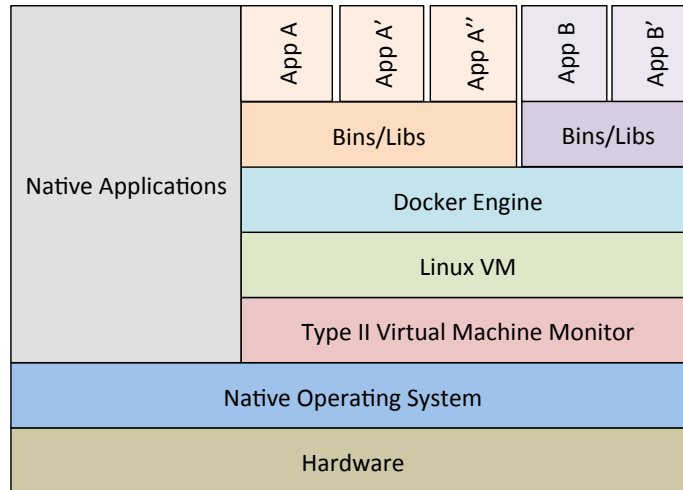 App A
App A’
App A’’
App B
App B’
Bins/Libs
Bins/Libs
Native Applications
Docker Engine
Linux VM
Type II Virtual Machine Monitor
Native Operating System
Hardware